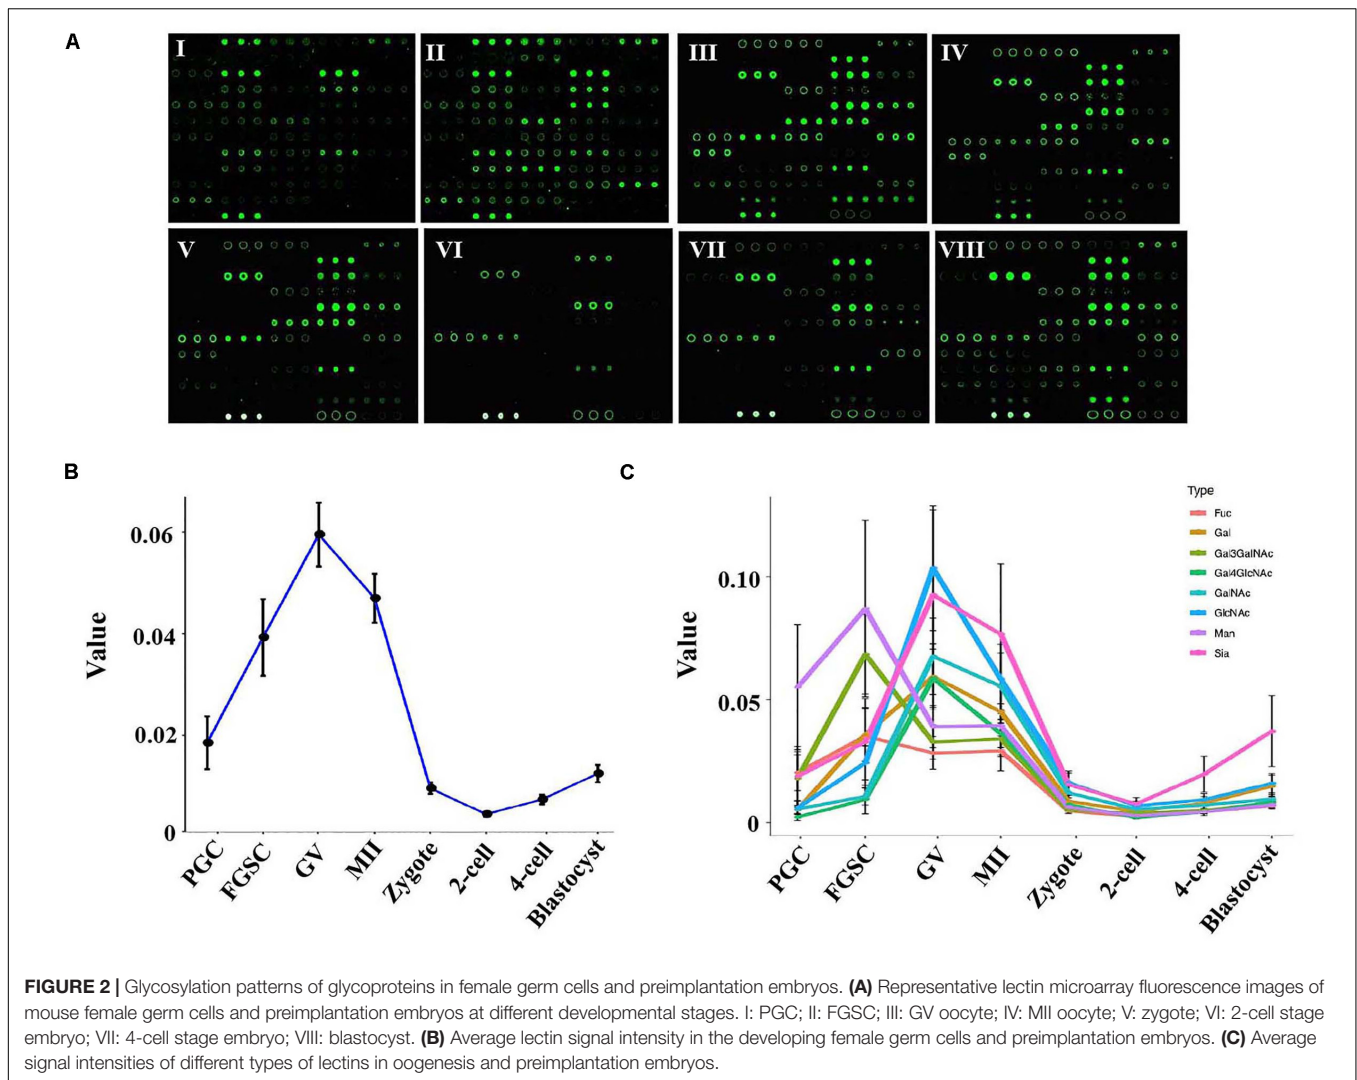 A
I
II
III
IV
V
VI
VII
VIII
B
Value
0.06
0.04
0.02
0
PGC
FGSC
GV
MII
Zygote
2-cell
4-cell
Blastocyst
C
Value
0.10
0.05
0
PGC
FGSC
GV
MII
Zygote
2-cell
4-cell
Blastocyst
Type
Fuc
Gal
Gal3GalNAc
Gal4GlcNAc
GalNAc
GlcNAc
Man
Sia
FIGURE 2 | Glycosylation patterns of glycoproteins in female germ cells and preimplantation embryos. (A) Representative lectin microarray fluorescence images of
mouse female germ cells and preimplantation embryos at different developmental stages. I: PGC; II: FGSC; III: GV oocyte; IV: MII oocyte; V: zygote; VI: 2-cell stage
embryo; VII: 4-cell stage embryo; VIII: blastocyst. (B) Average lectin signal intensity in the developing female germ cells and preimplantation embryos. (C) Average
signal intensities of different types of lectins in oogenesis and preimplantation embryos.